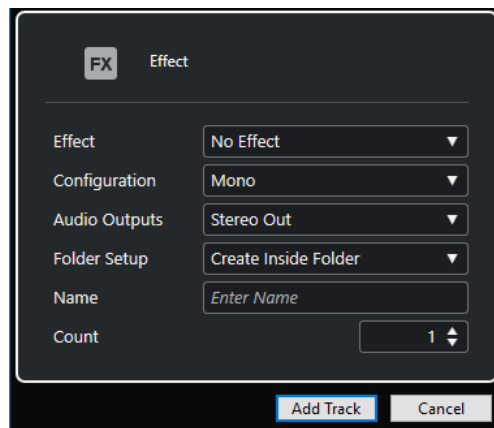 FX Effect
Effect No Effect
Configuration Mono
Audio Outputs Stereo Out
Folder Setup Create Inside Folder
Name Enter Name
Count 1
Add Track Cancel